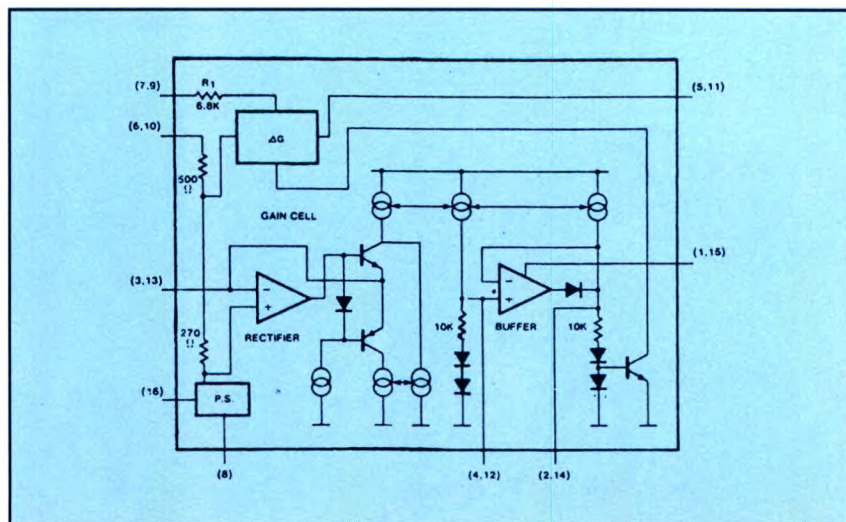 (7,9)
R1
6.8K
(5,11)
(6,10)
ΔG
500
Ω
GAIN CELL
(3,13)
-
+
RECTIFIER
(1,15)
-
+
10K
BUFFER
10K
270
Ω
(16)
P.S.
(8)
(4,12)
(2,14)